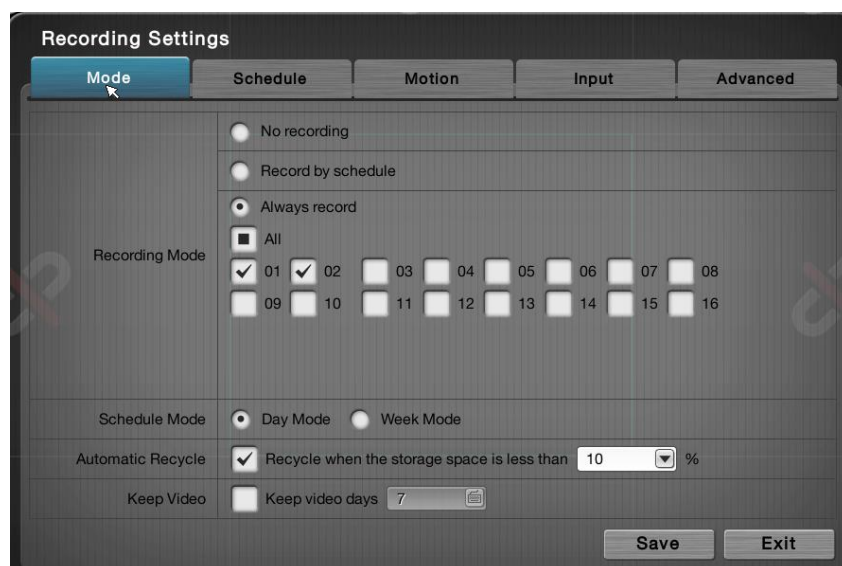 Recording Settings
Mode Schedule Motion Input Advanced
No recording
Record by schedule
Always record
All
Recording Mode
01 02 03 04 05 06 07 08
09 10 11 12 13 14 15 16
Schedule Mode Day Mode Week Mode
Automatic Recycle Recycle when the storage space is less than 10 %
Keep Video Keep video days 7
Save Exit